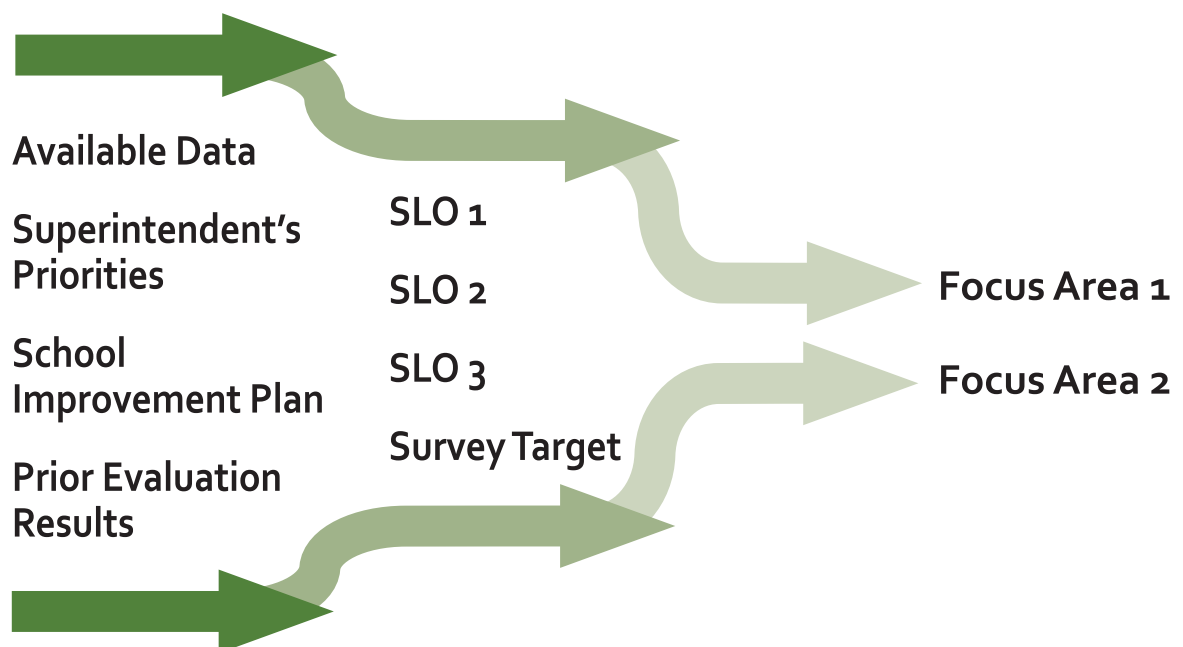 Available Data
Superintendent’s
Priorities
School
Improvement Plan
Prior Evaluation
Results
SLO 1
SLO 2
SLO 3
Survey Target
Focus Area 1
Focus Area 2